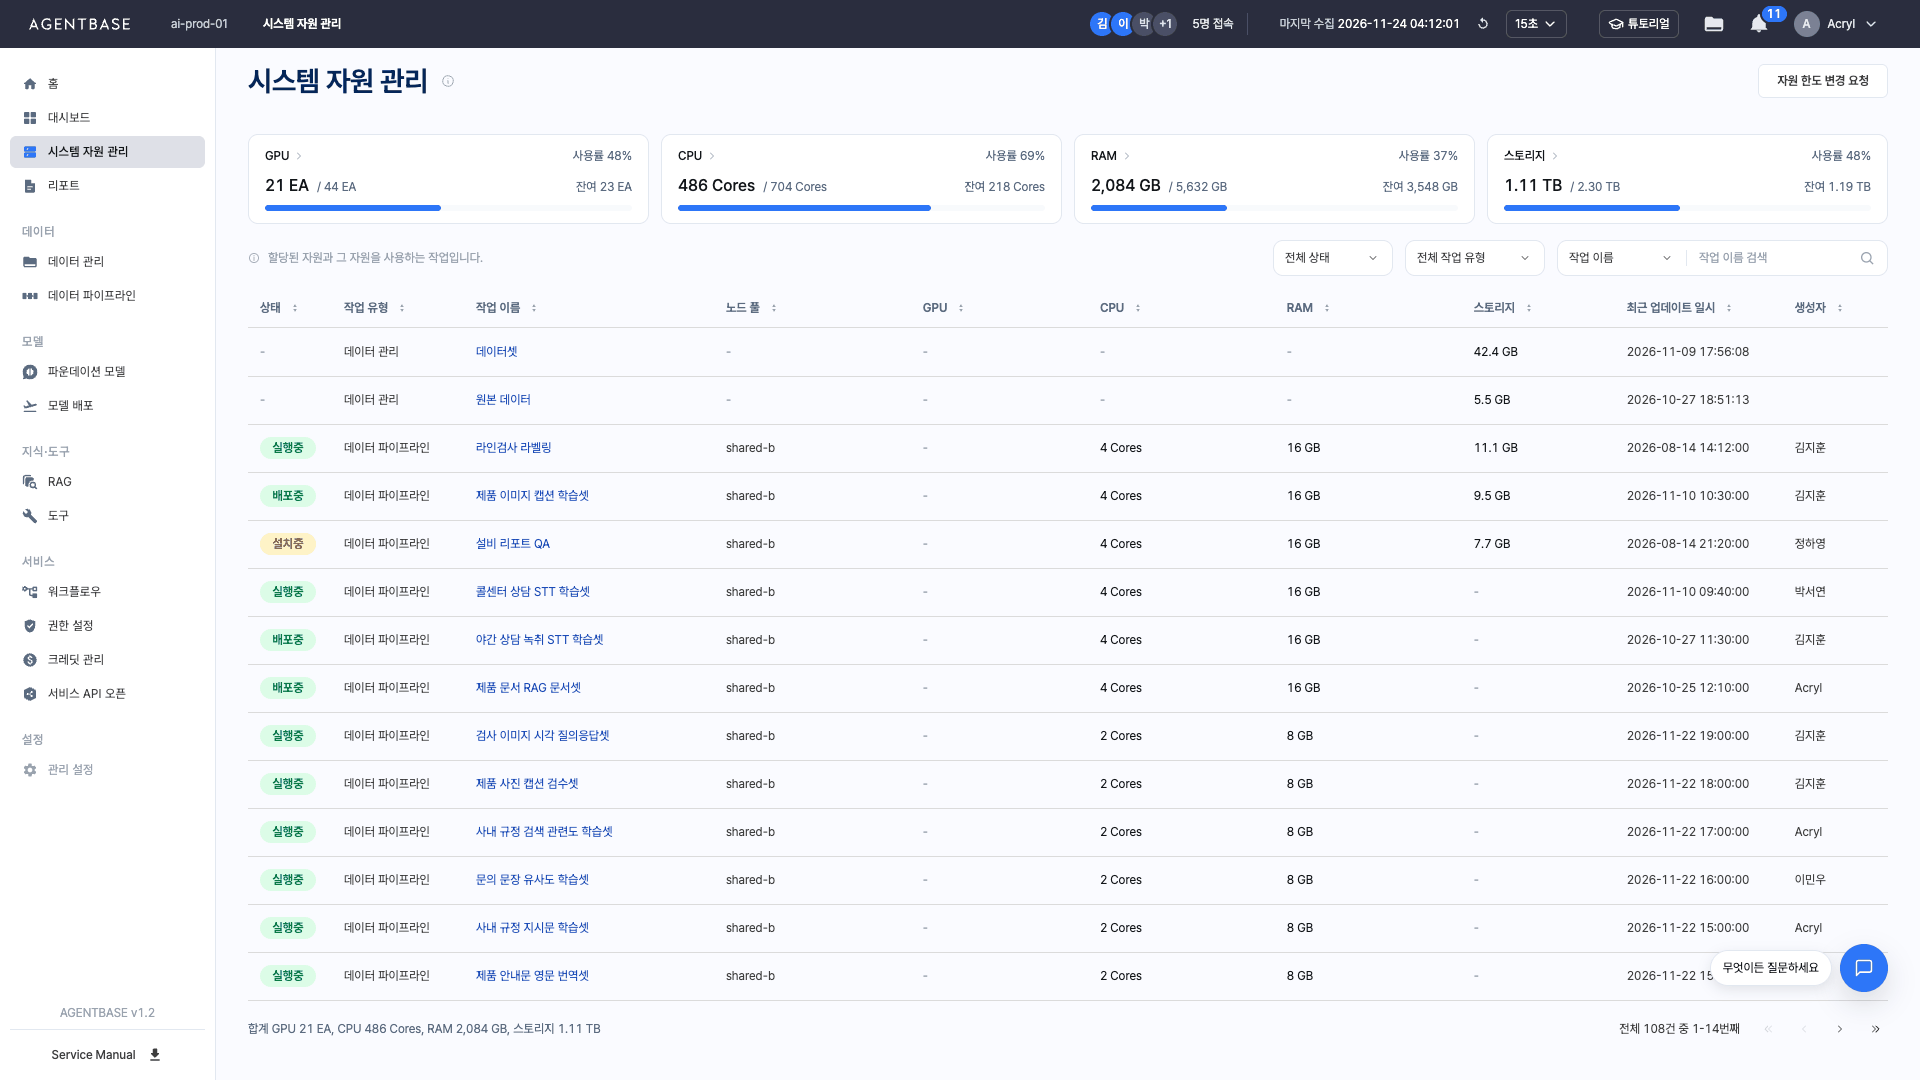 AGENTBASE ai-prod-01 시스템 자원 관리 김 이 박 +1 5명 접속 마지막 수집 2026-11-24 04:12:01 15초 튜토리얼 11 A Acryl
홈
대시보드
시스템 자원 관리
리포트
데이터
데이터 관리
데이터 파이프라인
모델
파운데이션 모델
모델 배포
지식·도구
RAG
도구
서비스
워크플로우
권한 설정
크레딧 관리
서비스 API 오픈
설정
관리 설정
AGENTBASE v1.2
Service Manual
시스템 자원 관리
자원 한도 변경 요청
GPU 사용률 48%
21 EA / 44 EA 잔여 23 EA
CPU 사용률 69%
486 Cores / 704 Cores 잔여 218 Cores
RAM 사용률 37%
2,084 GB / 5,632 GB 잔여 3,548 GB
스토리지 사용률 48%
1.11 TB / 2.30 TB 잔여 1.19 TB
할당된 자원과 그 자원을 사용하는 작업입니다.
전체 상태 전체 작업 유형 작업 이름 작업 이름 검색
상태 작업 유형 작업 이름 노드 풀 GPU CPU RAM 스토리지 최근 업데이트 일시 생성자
- 데이터 관리 데이터셋 - - - - 42.4 GB 2026-11-09 17:56:08
- 데이터 관리 원본 데이터 - - - - 5.5 GB 2026-10-27 18:51:13
실행중 데이터 파이프라인 라인검사 라벨링 shared-b - 4 Cores 16 GB 11.1 GB 2026-08-14 14:12:00 김지훈
배포중 데이터 파이프라인 제품 이미지 캡션 학습셋 shared-b - 4 Cores 16 GB 9.5 GB 2026-11-10 10:30:00 김지훈
설치중 데이터 파이프라인 설비 리포트 QA shared-b - 4 Cores 16 GB 7.7 GB 2026-08-14 21:20:00 정하영
실행중 데이터 파이프라인 콜센터 상담 STT 학습셋 shared-b - 4 Cores 16 GB - 2026-11-10 09:40:00 박서연
배포중 데이터 파이프라인 야간 상담 녹취 STT 학습셋 shared-b - 4 Cores 16 GB - 2026-10-27 11:30:00 김지훈
배포중 데이터 파이프라인 제품 문서 RAG 문서셋 shared-b - 4 Cores 16 GB - 2026-10-25 12:10:00 Acryl
실행중 데이터 파이프라인 검사 이미지 시각 질의응답셋 shared-b - 2 Cores 8 GB - 2026-11-22 19:00:00 김지훈
실행중 데이터 파이프라인 제품 사진 캡션 검수셋 shared-b - 2 Cores 8 GB - 2026-11-22 18:00:00 김지훈
실행중 데이터 파이프라인 사내 규정 검색 관련도 학습셋 shared-b - 2 Cores 8 GB - 2026-11-22 17:00:00 Acryl
실행중 데이터 파이프라인 문의 문장 유사도 학습셋 shared-b - 2 Cores 8 GB - 2026-11-22 16:00:00 이민우
실행중 데이터 파이프라인 사내 규정 지시문 학습셋 shared-b - 2 Cores 8 GB - 2026-11-22 15:00:00 Acryl
실행중 데이터 파이프라인 제품 안내문 영문 번역셋 shared-b - 2 Cores 8 GB - 2026-11-22
무엇이든 질문하세요
합계 GPU 21 EA, CPU 486 Cores, RAM 2,084 GB, 스토리지 1.11 TB
전체 108건 중 1-14번째